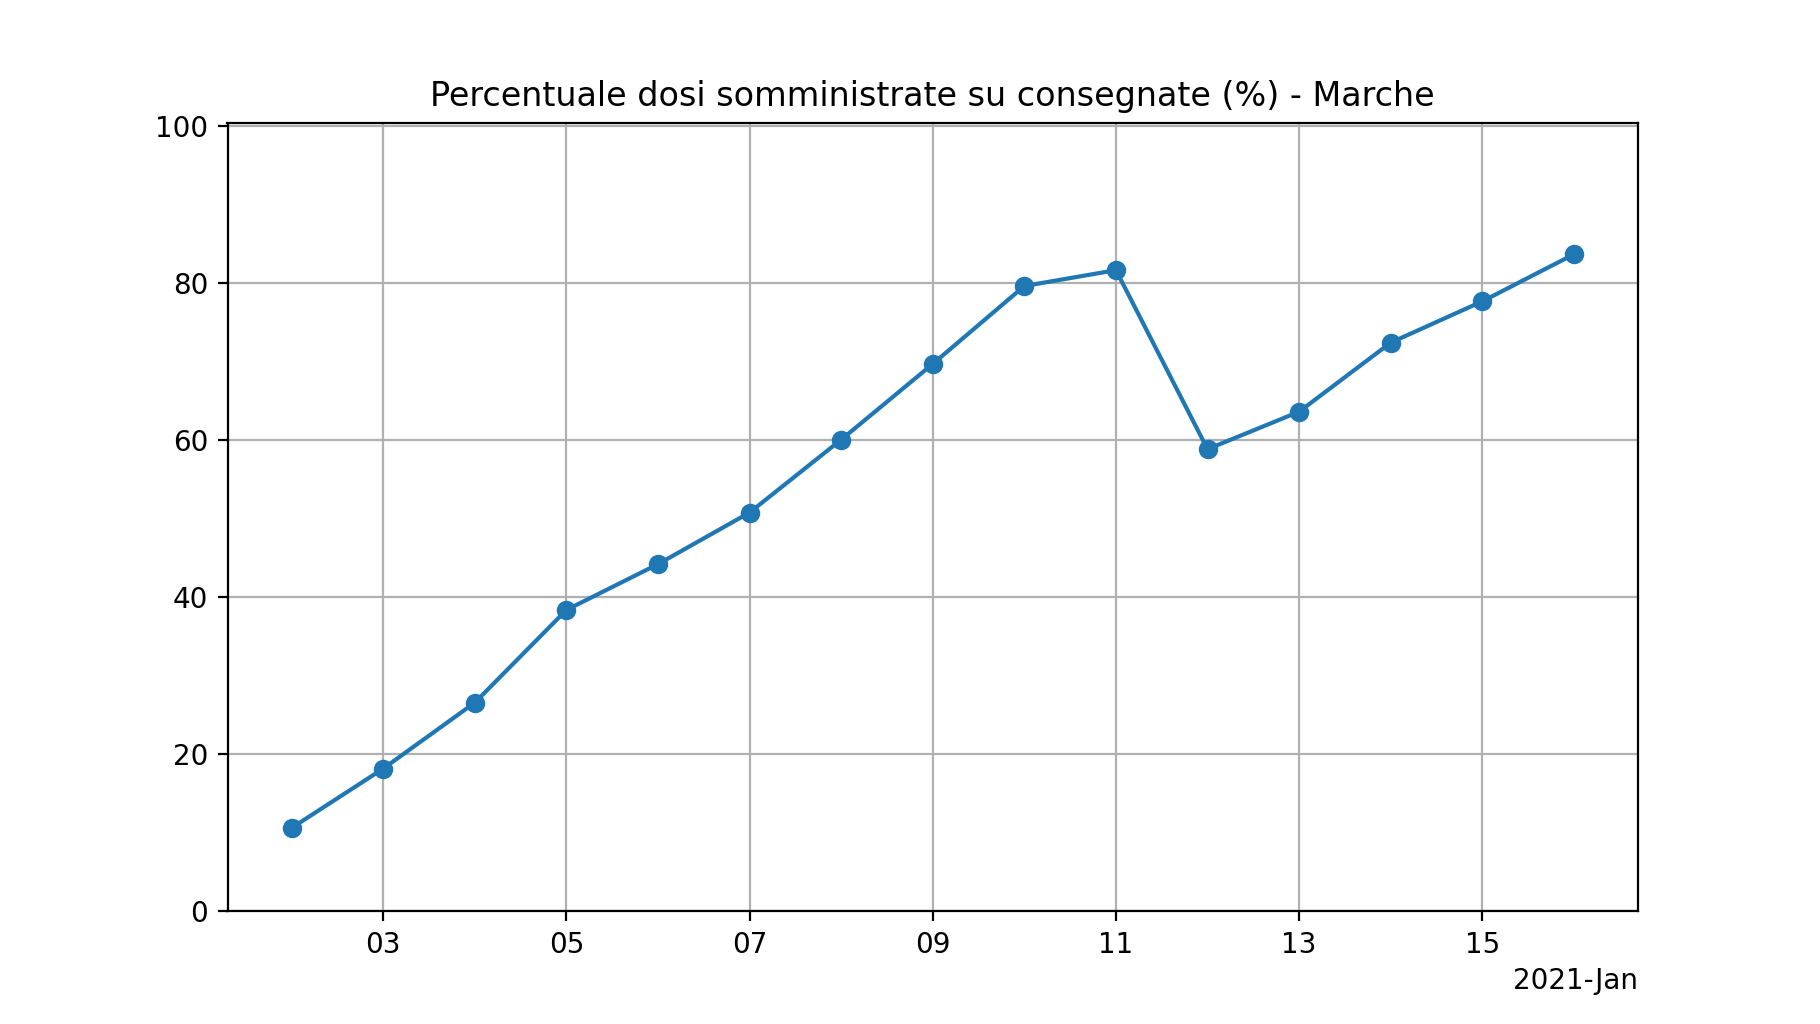 Percentuale dosi somministrate su consegnate (%) - Marche
100
80
60
40
20
0
03 05 07 09 11 13 15
2021-Jan